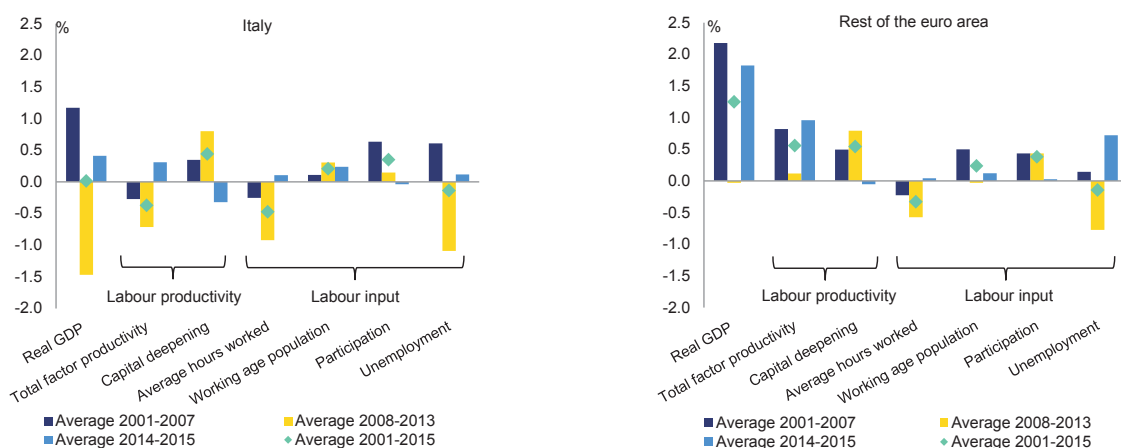 Italy
%
2.5
2.0
1.5
1.0
0.5
0.0
-0.5
-1.0
-1.5
-2.0
Labour productivity
Labour input
Real GDP
Total factor productivity
Capital deepening
Average hours worked
Working age population
Participation
Unemployment
Average 2001-2007
Average 2008-2013
Average 2014-2015
Average 2001-2015
Rest of the euro area
%
2.5
2.0
1.5
1.0
0.5
0.0
-0.5
-1.0
-1.5
-2.0
Labour productivity
Labour input
Real GDP
Total factor productivity
Capital deepening
Average hours worked
Working age population
Participation
Unemployment
Average 2001-2007
Average 2008-2013
Average 2014-2015
Average 2001-2015